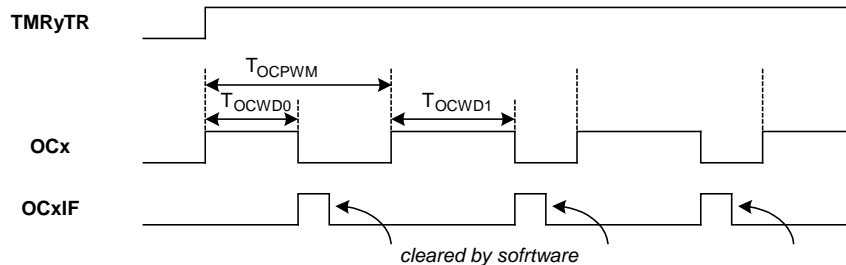 TMRyTR
TOCPWM
TOCWD0
TOCWD1
OCx
OCxIF
cleared by sofrtware